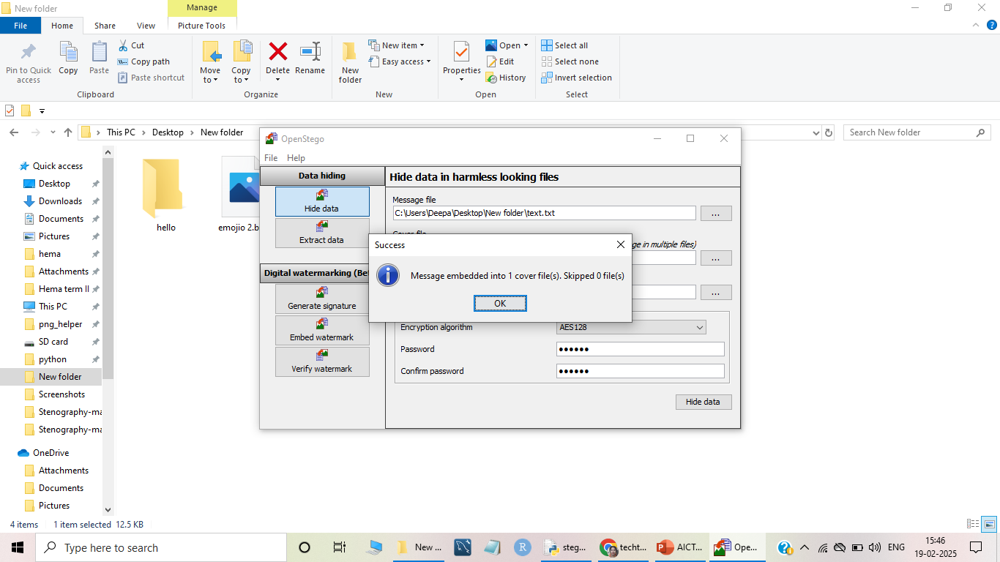 New folder
Manage
File
Home
Share
View
Picture Tools
Pin to Quick
access
Copy
Paste
Cut
Copy path
Paste shortcut
Clipboard
Move
to
Copy
to
Delete
Rename
Organize
New
folder
New item
Easy access
New
Properties
Open
Edit
History
Open
Select all
Select none
Invert selection
Select
This PC
Desktop
New folder
Search New folder
Quick access
Desktop
Downloads
Documents
Pictures
hema
Attachments
Hema term II
This PC
png_helper
SD card
python
New folder
Screenshots
Stenography-ma
Stenography-ma
OneDrive
Attachments
Documents
Pictures
hello
emojio 2.b
OpenStego
File
Help
Data hiding
Hide data
Extract data
Digital watermarking (Be
Generate signature
Embed watermark
Verify watermark
Hide data in harmless looking files
Message file
C:\Users\Deepa\Desktop\New folder\text.txt
...
ge in multiple files)
...
...
Success
Message embedded into 1 cover file(s). Skipped 0 file(s)
OK
Encryption algorithm
AES128
Password
●●●●●●
Confirm password
●●●●●●
Hide data
4 items
1 item selected 12.5 KB
Type here to search
New ...
steg...
techt...
AICT...
Ope...
ENG
15:46
19-02-2025